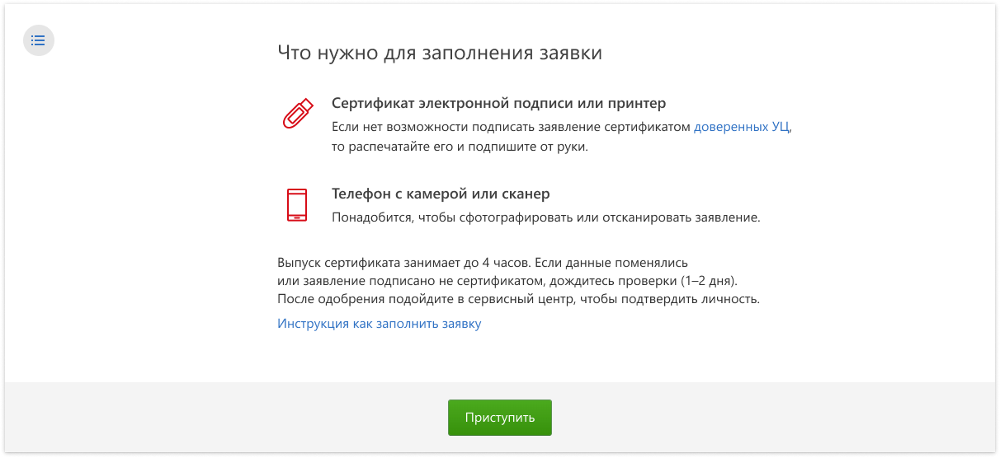 Что нужно для заполнения заявки
Сертификат электронной подписи или принтер
Если нет возможности подписать заявление сертификатом доверенных УЦ,
то распечатайте его и подпишите от руки.
Телефон с камерой или сканер
Понадобится, чтобы сфотографировать или отсканировать заявление.
Выпуск сертификата занимает до 4 часов. Если данные поменялись
или заявление подписано не сертификатом, дождитесь проверки (1–2 дня).
После одобрения подойдите в сервисный центр, чтобы подтвердить личность.
Инструкция как заполнить заявку
Приступить